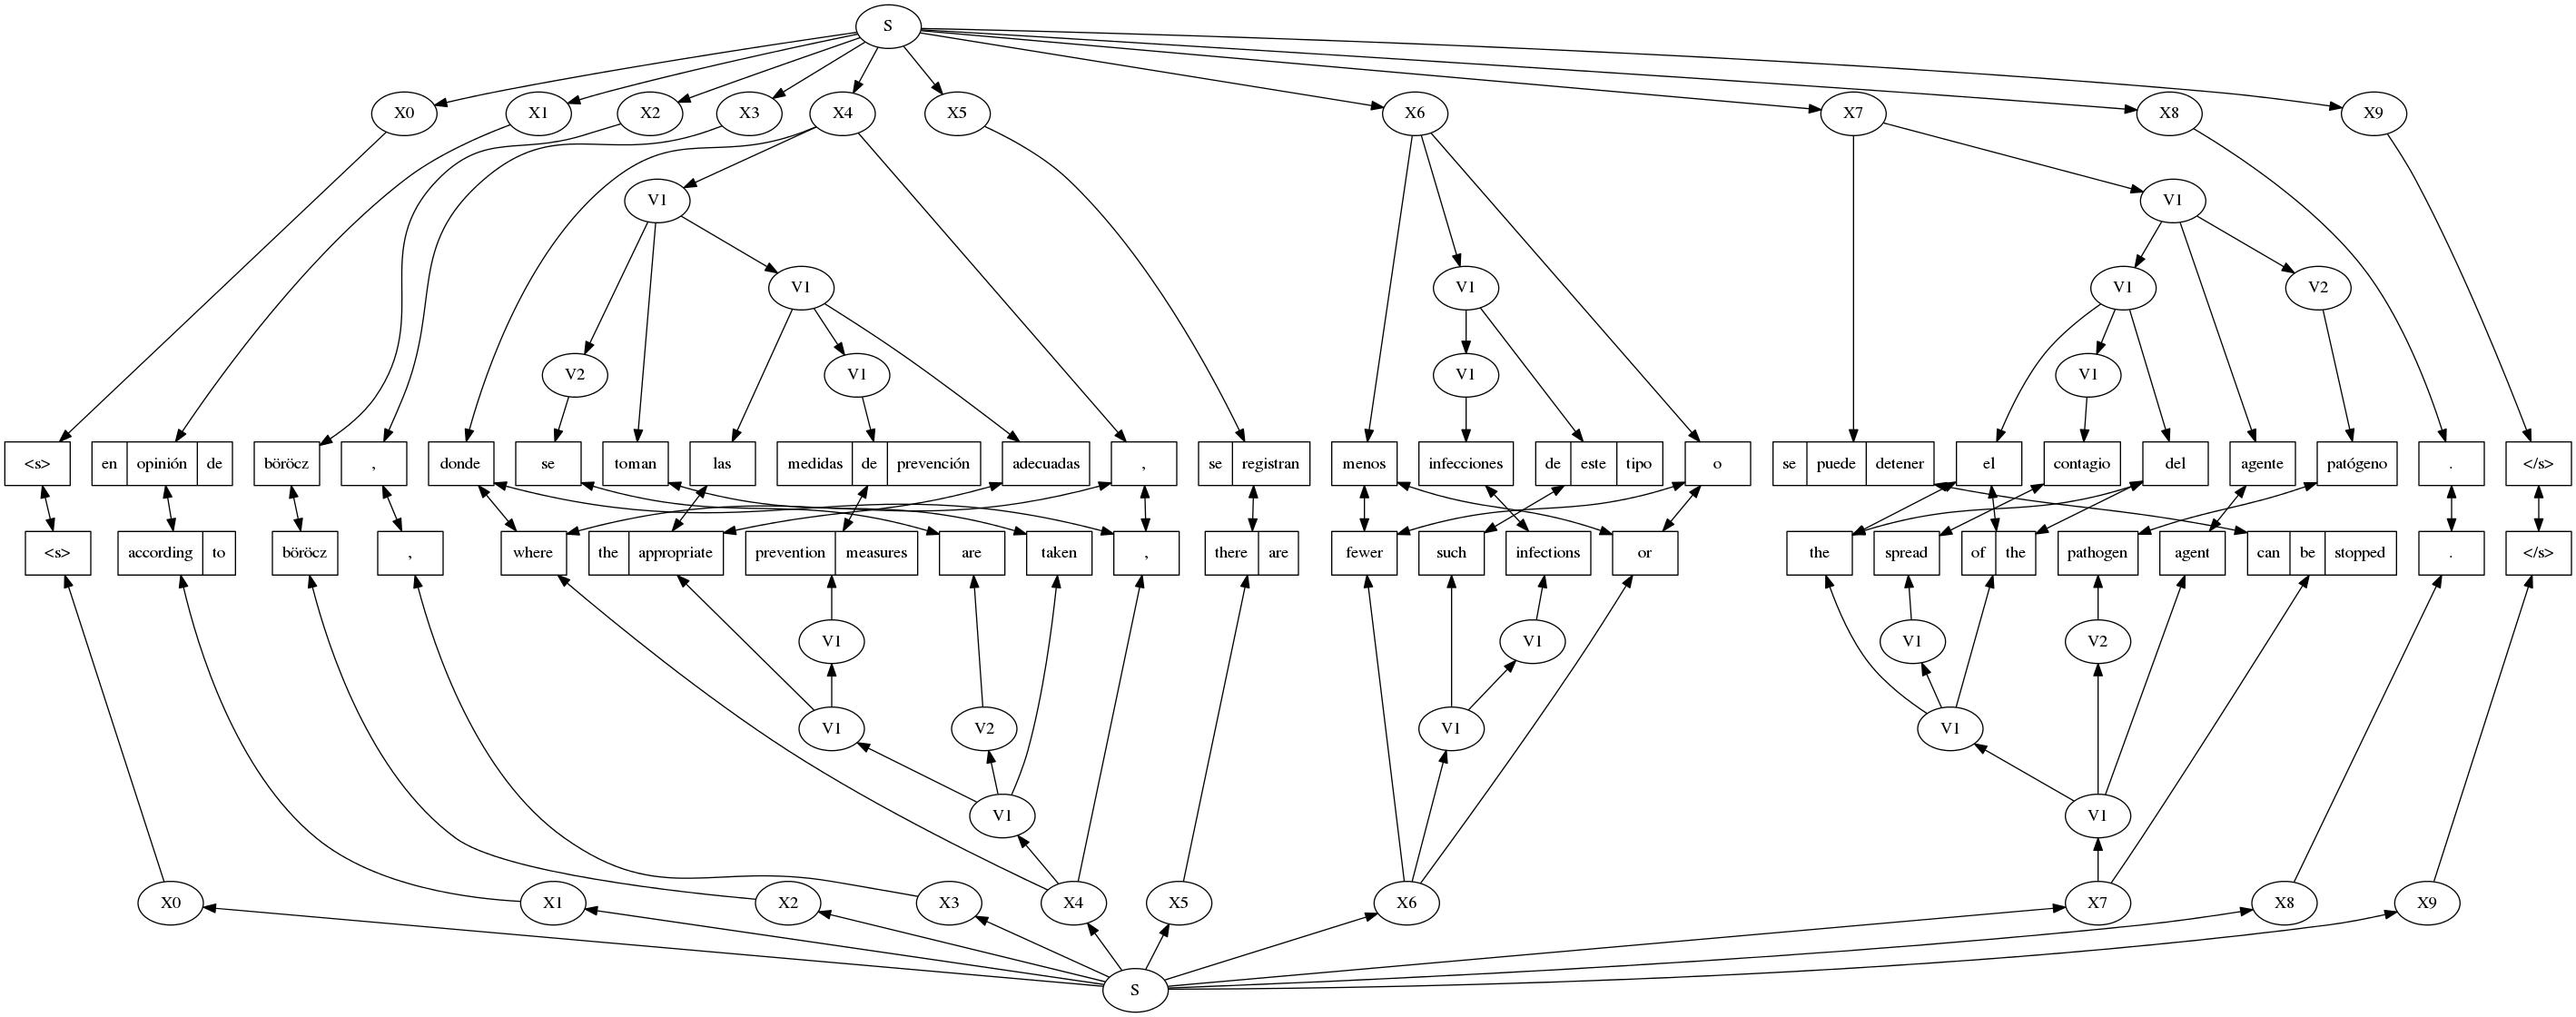 S
X0 X1 X2 X3 X4 X5 X6 X7 X8 X9
V1 V1
V1 V1 V1 V2
V2 V1 V1 V1
<s> en opinión de böröcz , donde se toman las medidas de prevención adecuadas , se registran menos infecciones de este tipo o se puede detener el contagio del agente patógeno . </s>
<s> according to böröcz , where the appropriate prevention measures are taken , there are fewer such infections or the spread of the pathogen agent can be stopped . </s>
V1 V1 V1 V2
V1 V2 V1 V1
V1 V1
X0 X1 X2 X3 X4 X5 X6 X7 X8 X9
S